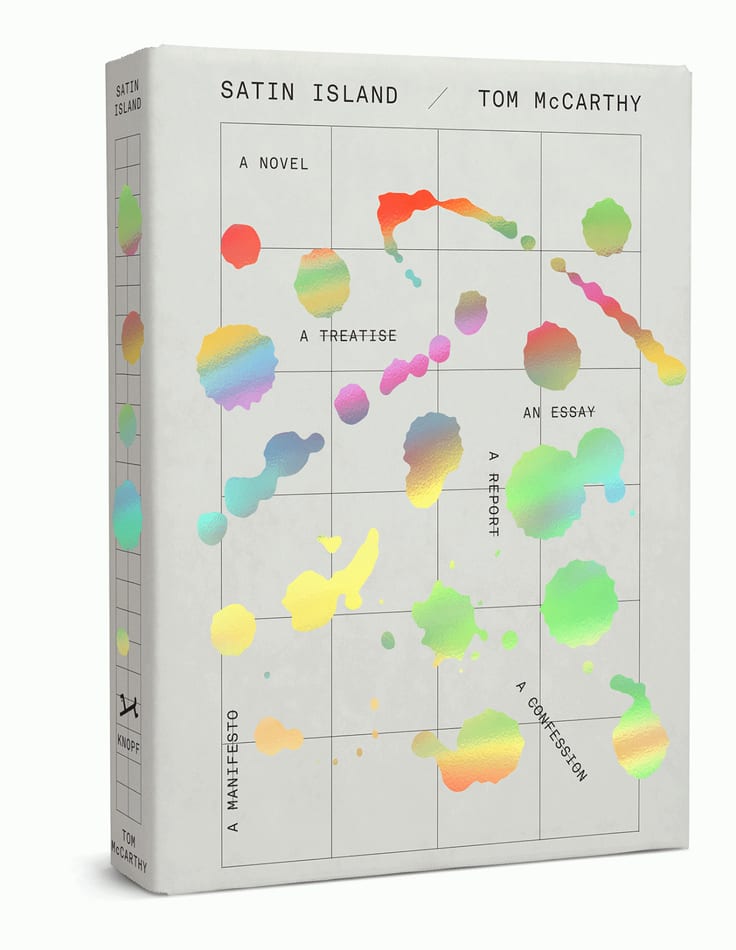 SATIN
ISLAND
KNOPF
TOM
McCARTHY
SATIN ISLAND / TOM McCARTHY
A NOVEL
A TREATISE
AN ESSAY
A REPORT
A CONFESSION
A MANIFESTO